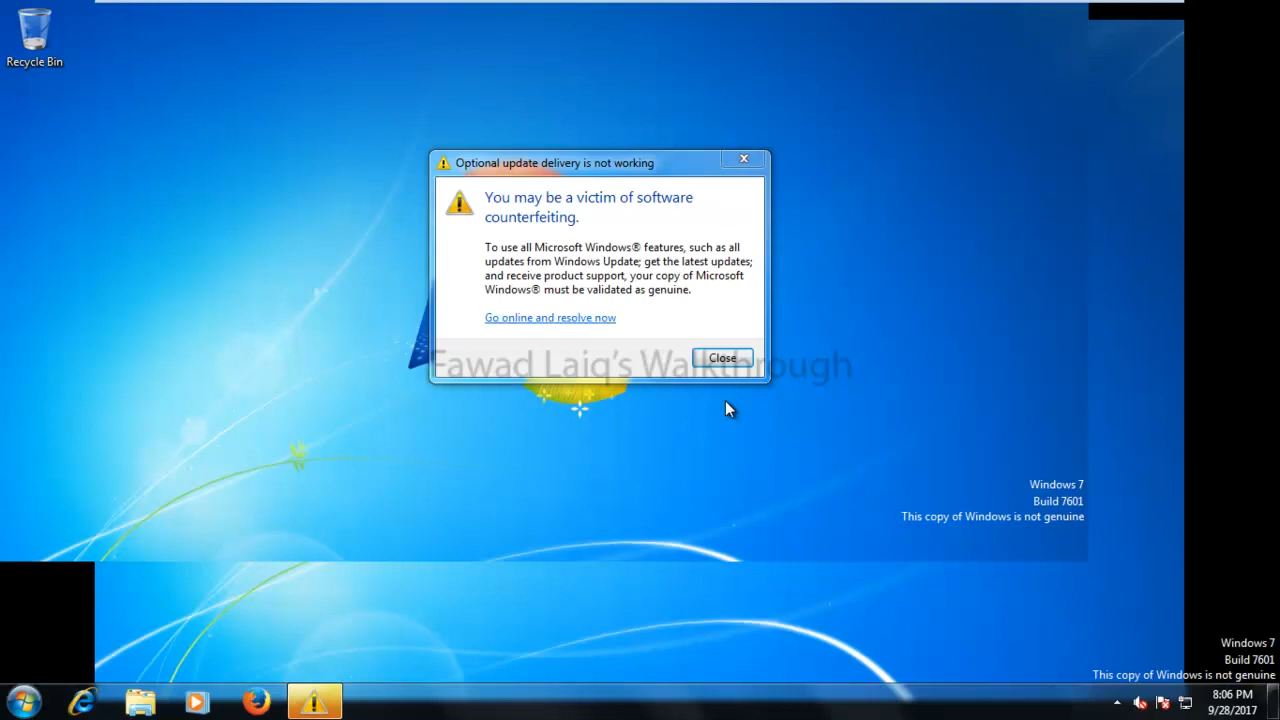 Recycle Bin
Optional update delivery is not working
You may be a victim of software
counterfeiting.
To use all Microsoft Windows® features, such as all
updates from Windows Update; get the latest updates;
and receive product support, your copy of Microsoft
Windows® must be validated as genuine.
Go online and resolve now
Close
Fawad Laiq's Walkthrough
Windows 7
Build 7601
This copy of Windows is not genuine
Windows 7
Build 7601
This copy of Windows is not genuine
8:06 PM
9/28/2017